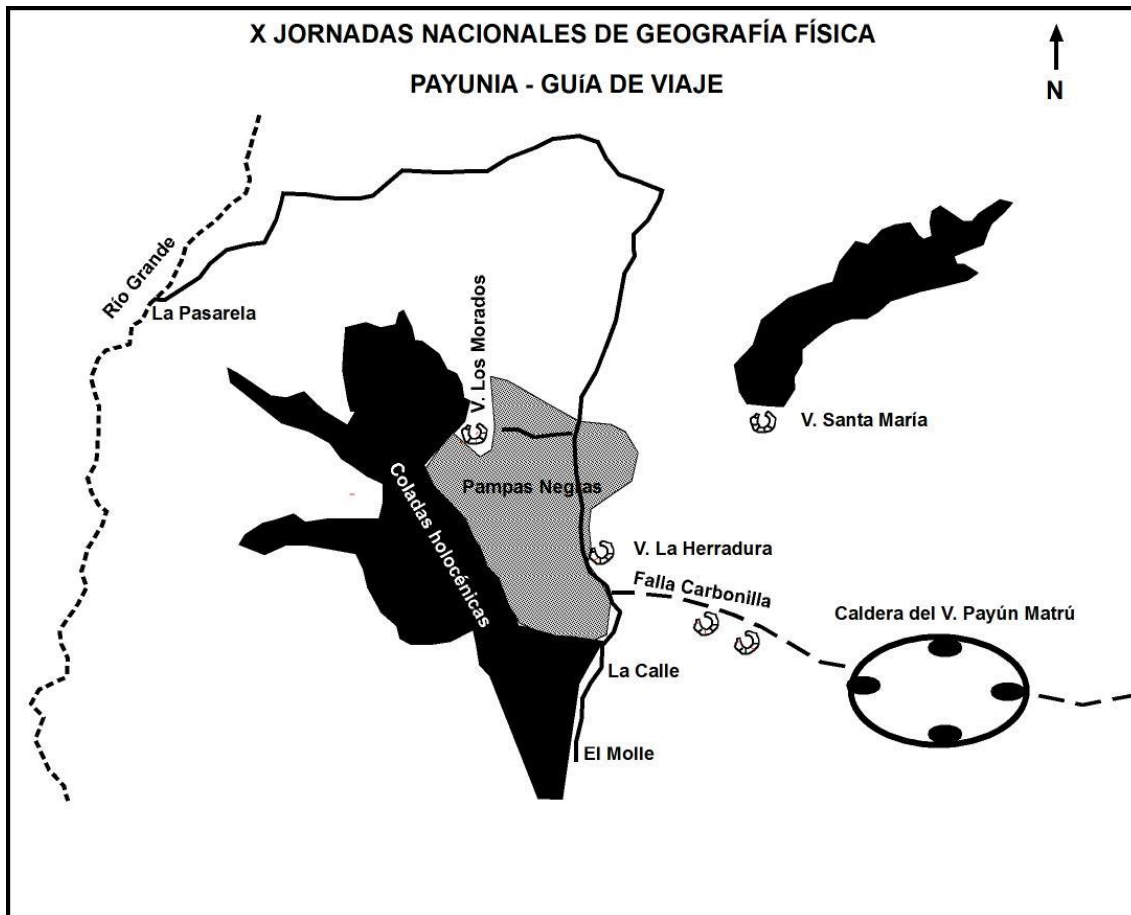 X JORNADAS NACIONALES DE GEOGRAFÍA FÍSICA
PAYUNIA - GUíA DE VIAJE
N
Río Grande
La Pasarela
V. Los Morados
V. Santa María
Coladas holocénicas
Pampas Negras
V. La Herradura
Falla Carbonilla
Caldera del V. Payún Matrú
La Calle
El Molle